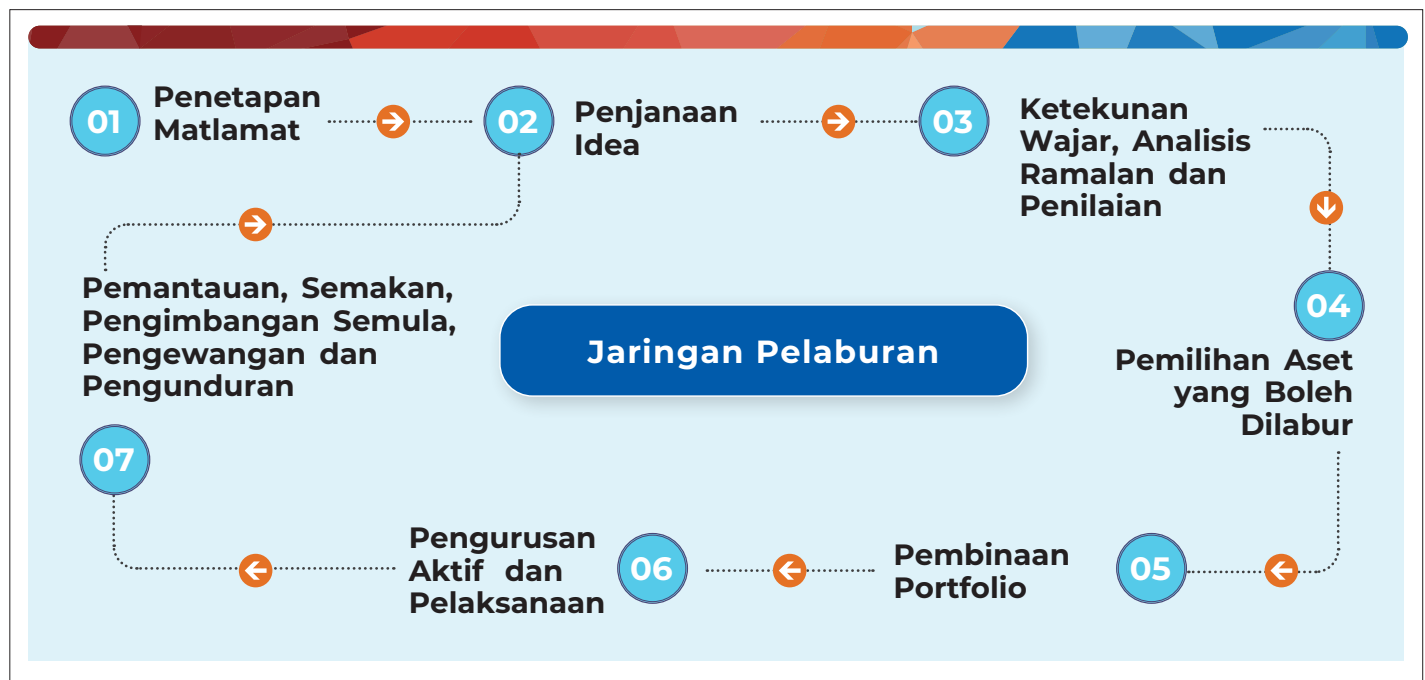 01
Penetapan
Matlamat
02
Penjanaan
Idea
03
Ketekunan
Wajar, Analisis
Ramalan dan
Penilaian
04
Pemilihan Aset
yang Boleh
Dilabur
05
Pembinaan
Portfolio
06
Pengurusan
Aktif dan
Pelaksanaan
07
Pemantauan, Semakan,
Pengimbangan Semula,
Pengewangan dan
Pengunduran
Jaringan Pelaburan